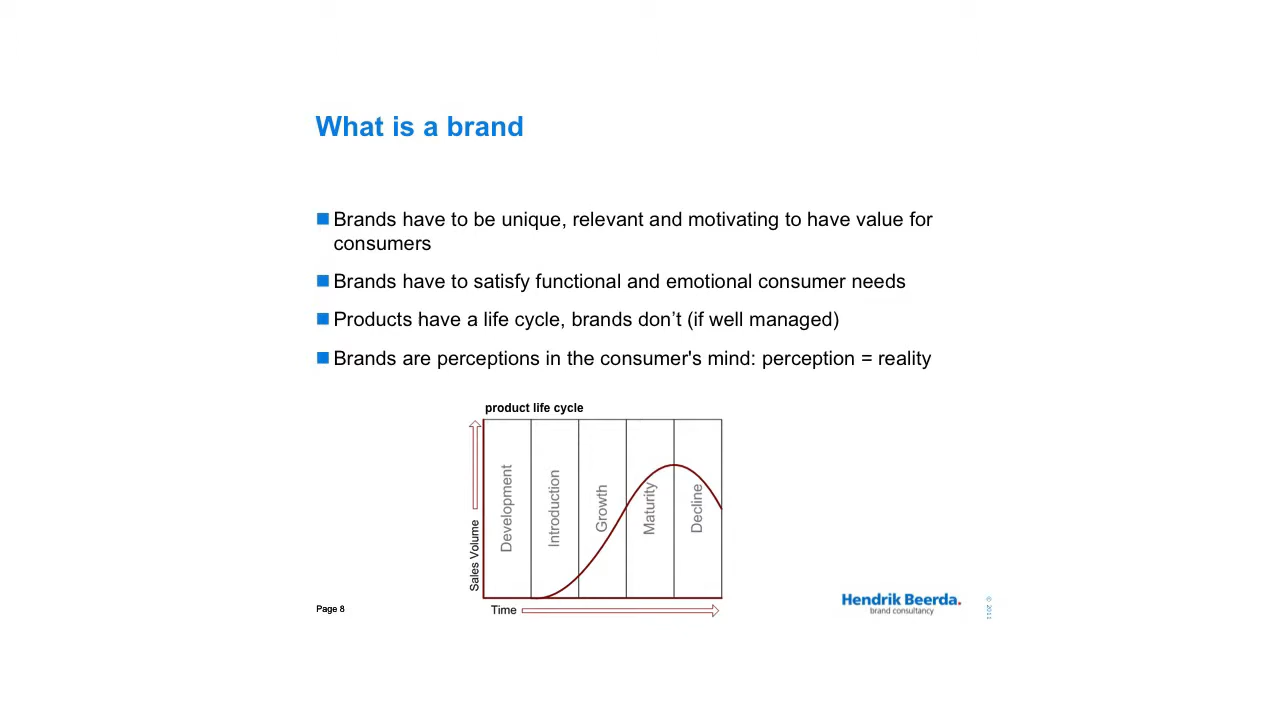 What is a brand
Brands have to be unique, relevant and motivating to have value for
consumers
Brands have to satisfy functional and emotional consumer needs
Products have a life cycle, brands don’t (if well managed)
Brands are perceptions in the consumer's mind: perception = reality
product life cycle
Sales Volume
Development
Introduction
Growth
Maturity
Decline
Time
Page 8
Hendrik Beerda.
brand consultancy
© 2011